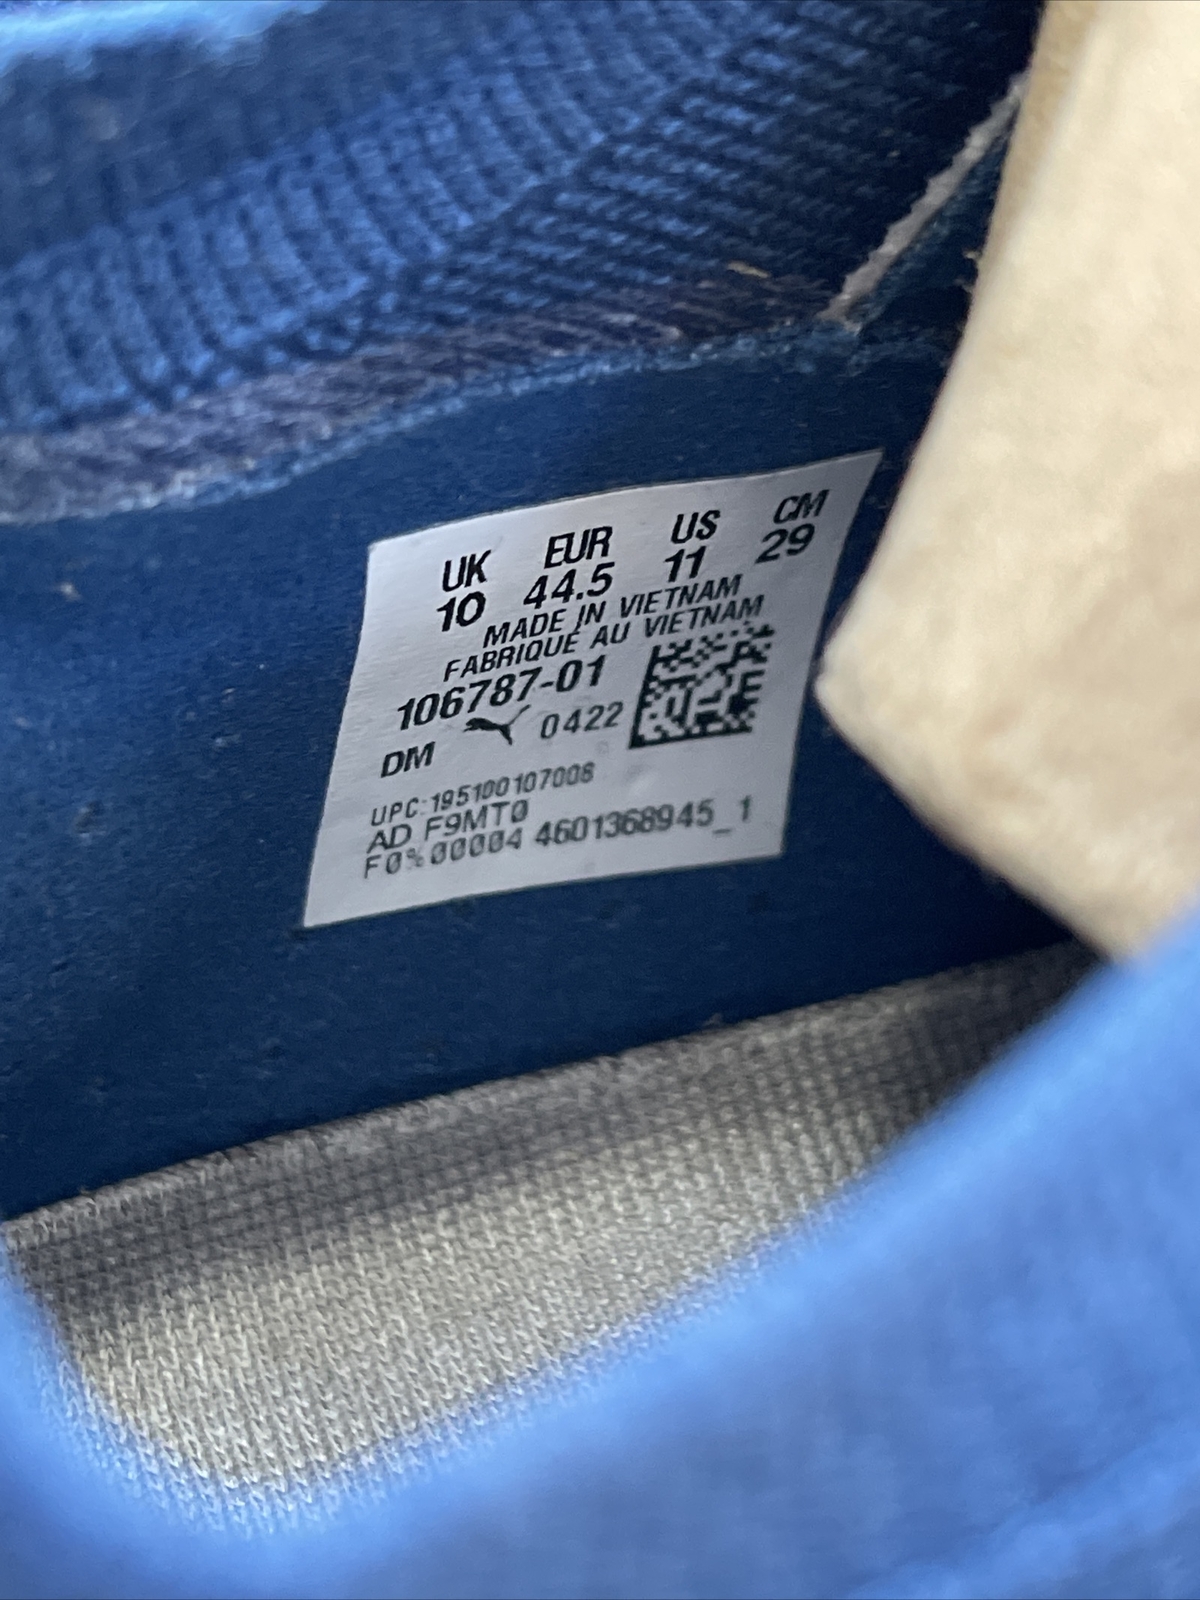 UK EUR US CM
10 44.5 11 29
MADE IN VIETNAM
FABRIQUE AU VIETNAM
106787-01
DM 0422
UPC:195100107008
AD F9MT0
F0%00004 4601368945_1